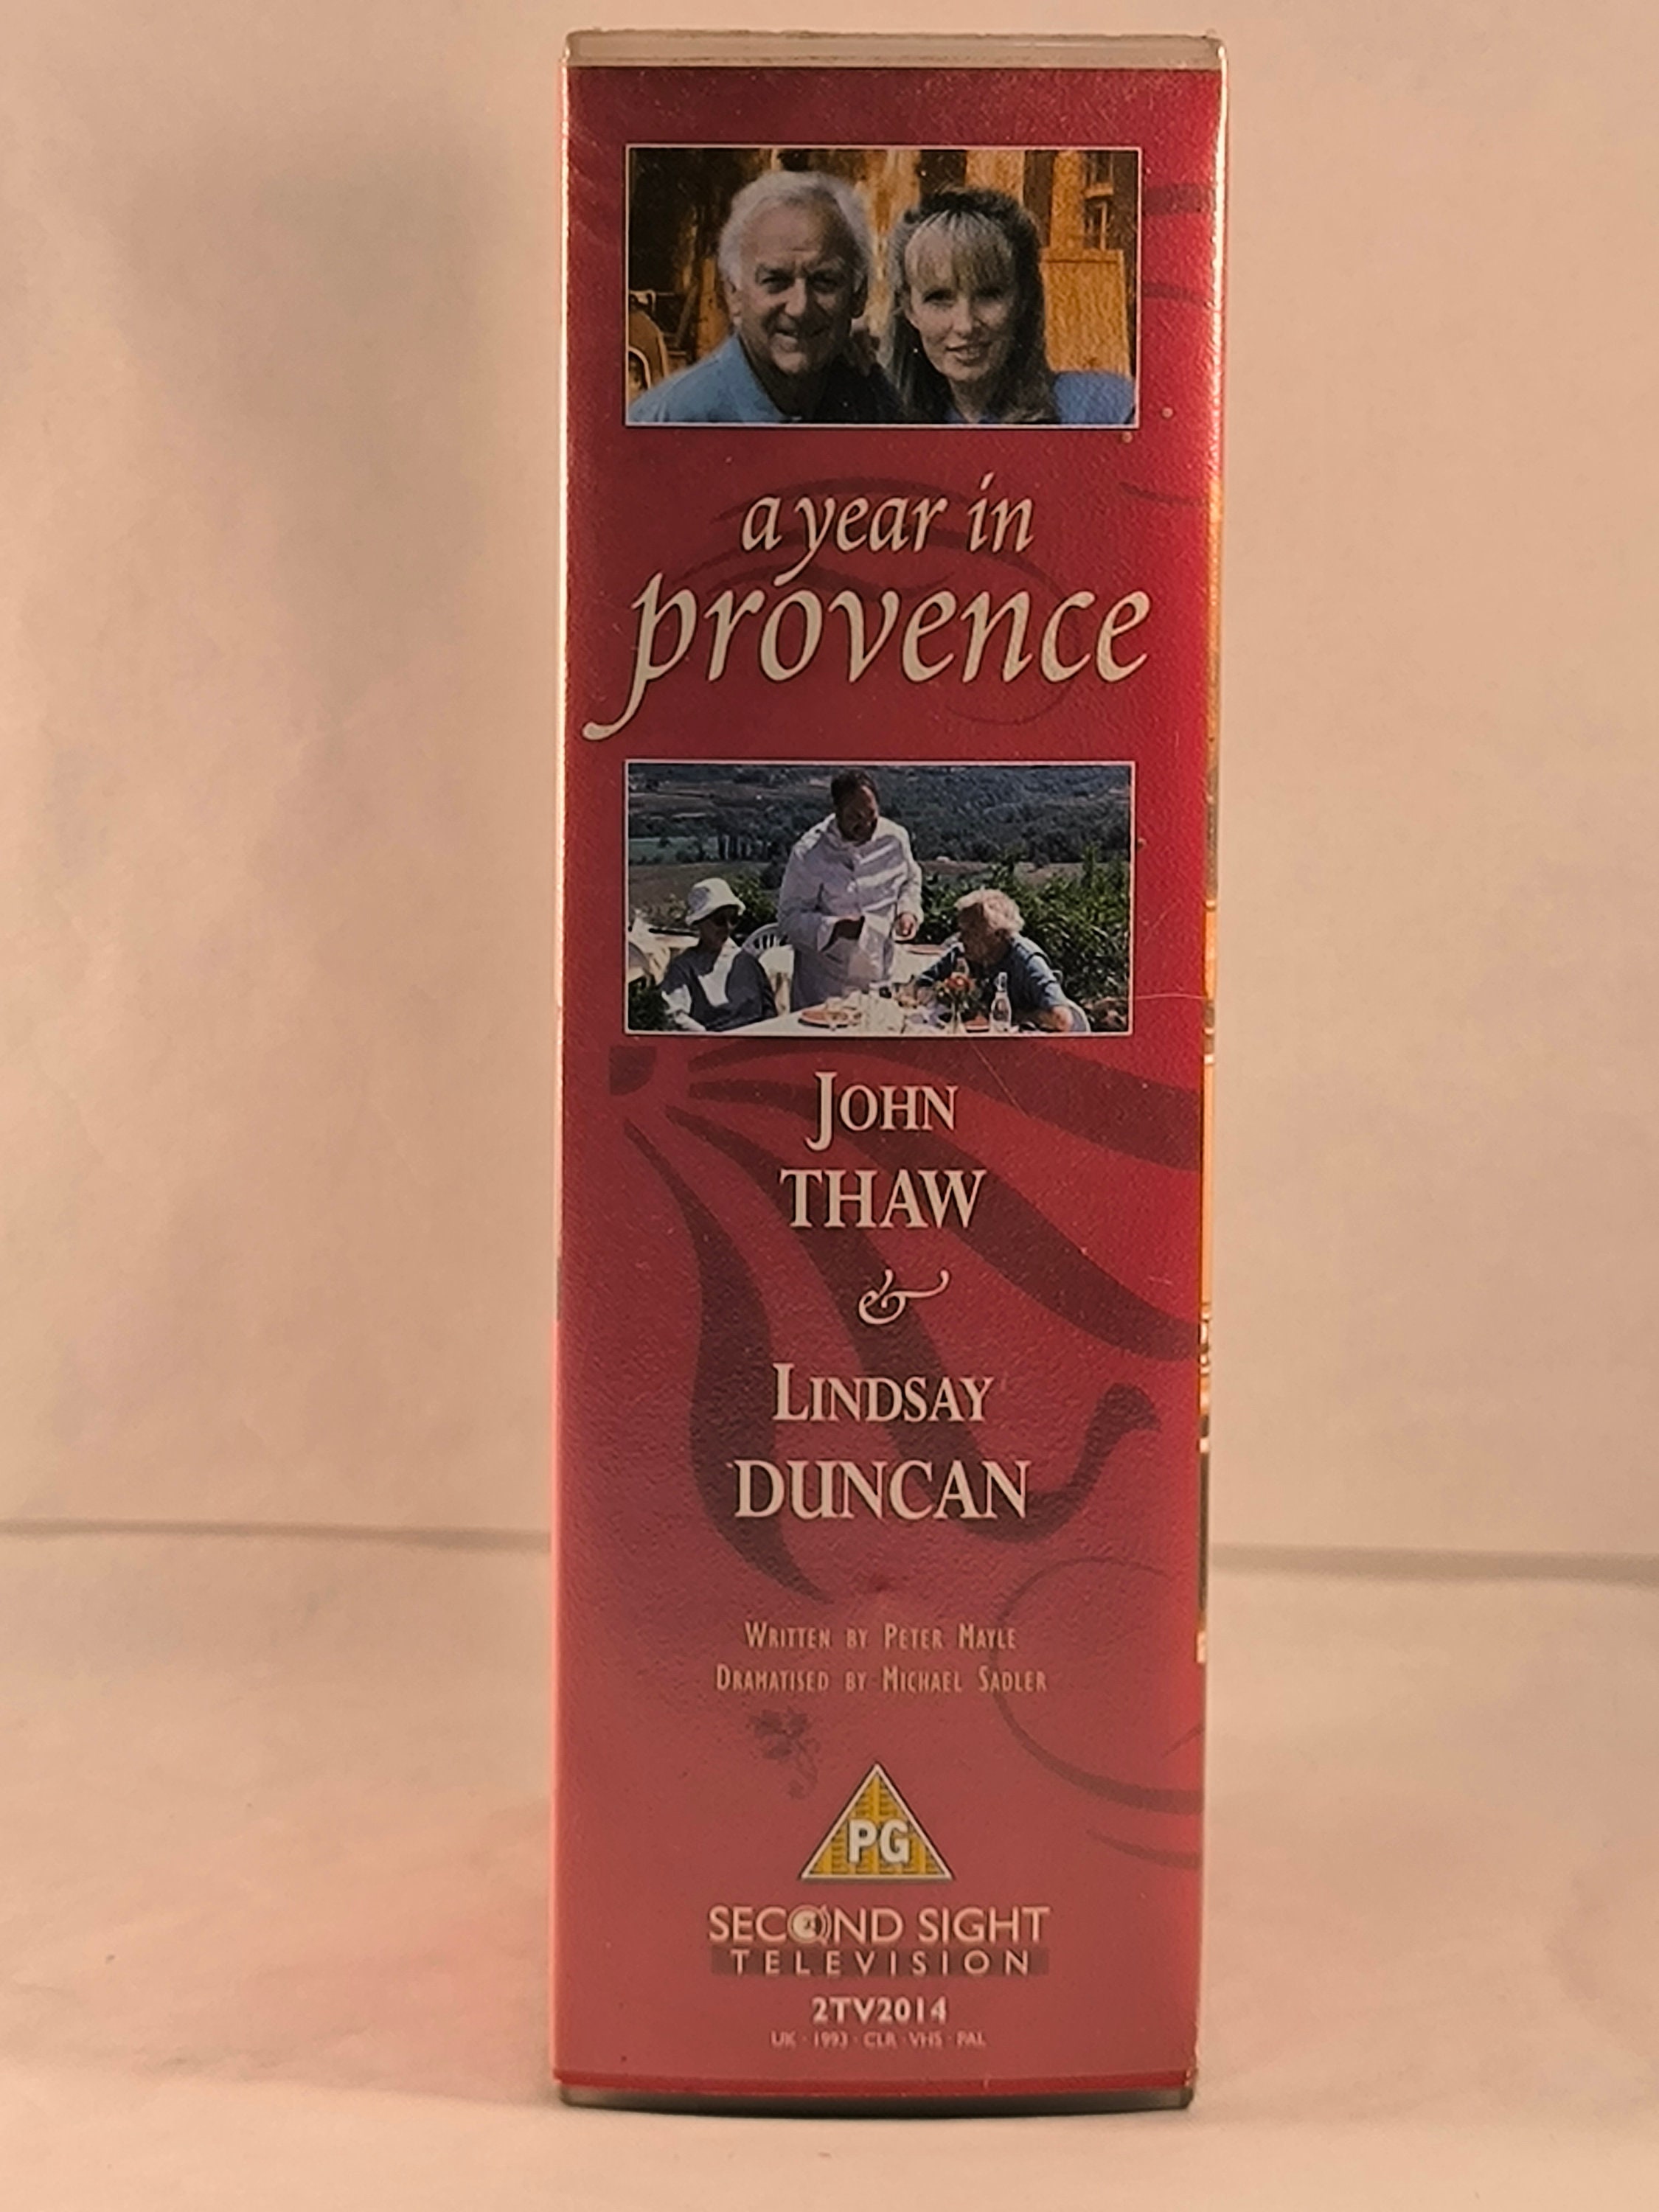 a year in
provence
JOHN
THAW
&
LINDSAY
DUNCAN
WRITTEN BY PETER MAYLE
DRAMATISED BY MICHAEL SADLER
PG
SECOND SIGHT
TELEVISION
2TV2014
UK · 1993 · CLR · VHS · PAL